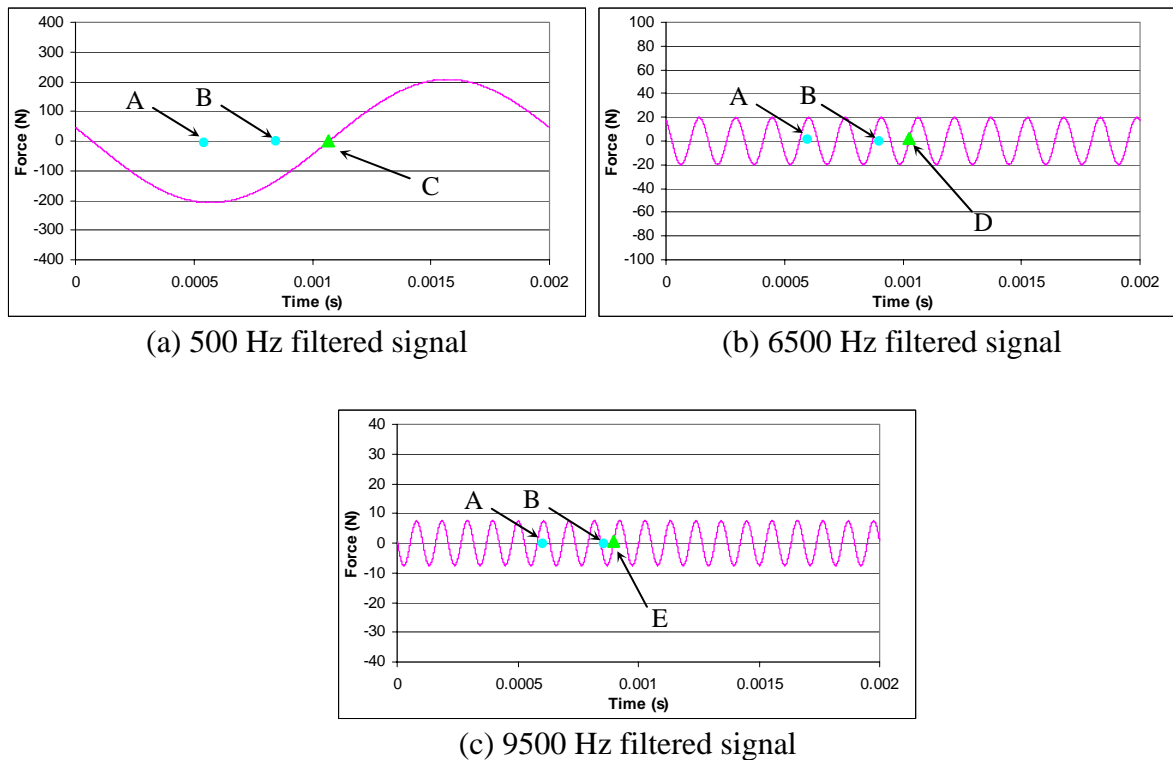 400
300
200
100
0
-100
-200
-300
-400
Force (N)
A
B
C
0 0.0005 0.001 0.0015 0.002
Time (s)
(a) 500 Hz filtered signal
100
80
60
40
20
0
-20
-40
-60
-80
-100
Force (N)
A
B
D
0 0.0005 0.001 0.0015 0.002
Time (s)
(b) 6500 Hz filtered signal
40
30
20
10
0
-10
-20
-30
-40
Force (N)
A
B
E
0 0.0005 0.001 0.0015 0.002
Time (s)
(c) 9500 Hz filtered signal